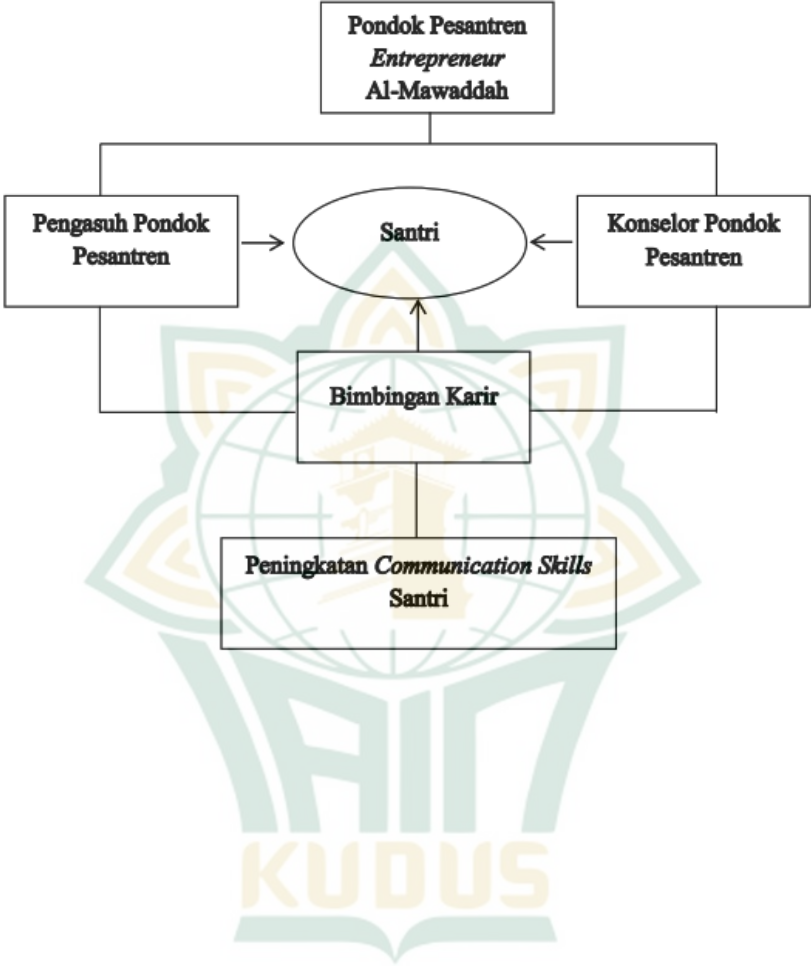 Pondok Pesantren
Entrepreneur
Al-Mawaddah
Pengasuh Pondok
Pesantren
Santri
Konselor Pondok
Pesantren
Bimbingan Karir
Peningkatan Communication Skills
Santri
IAIN
KUDUS